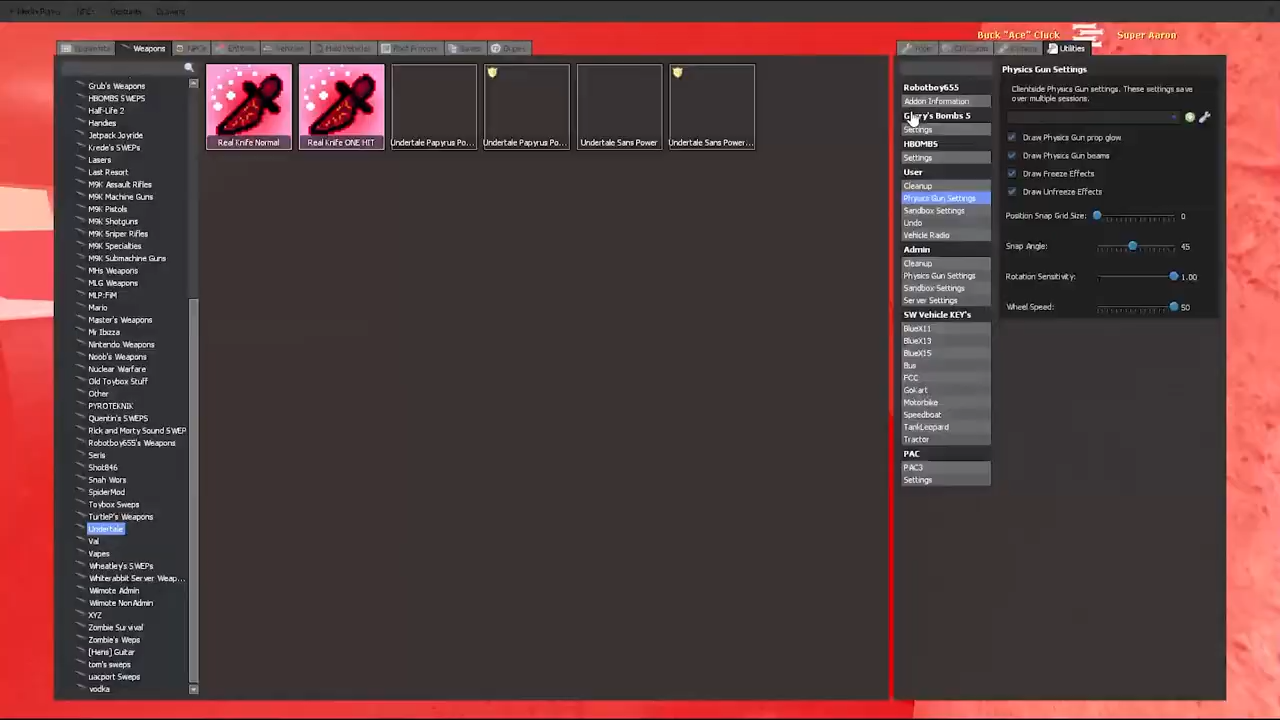 Buck "Ace" Cluck
Super Aaron
Weapons
NPCs
Dupes
Utilities
Grub's Weapons
HBOMBS SWEPS
Half-Life 2
Handies
Jetpack Joyride
Krede's SWEPs
Lasers
Last Resort
M9K Assault Rifles
M9K Machine Guns
M9K Pistols
M9K Shotguns
M9K Sniper Rifles
M9K Specialties
M9K Submachine Guns
MHs Weapons
MLG Weapons
MLP:FiM
Mario
Master's Weapons
Mr Ibizza
Nintendo Weapons
Noob's Weapons
Nuclear Warfare
Old Toybox Stuff
Other
PYROTEKNIK
Quentin's SWEPS
Rick and Morty Sound SWEP
Robotboy655's Weapons
Seris
Shot846
Snah Wors
SpiderMod
Toybox Sweps
TurtleP's Weapons
Undertale
Val
Vapes
Wheatley's SWEPs
Whiterabbit Server Weap...
Wiimote Admin
Wiimote NonAdmin
XYZ
Zombie Survival
Zombie's Weps
[Hens] Guitar
tom's sweps
uacport Sweps
vodka
Real Knife Normal
Real Knife ONE HIT
Undertale Papyrus Po...
Undertale Papyrus Po...
Undertale Sans Power
Undertale Sans Power...
Robotboy655
Addon Information
Settings
HBOMBS
Settings
User
Cleanup
Physics Gun Settings
Sandbox Settings
Undo
Vehicle Radio
Admin
Cleanup
Physics Gun Settings
Sandbox Settings
Server Settings
SW Vehicle KEY's
BlueX11
BlueX13
BlueX15
Bus
FCC
GoKart
Motorbike
Speedboat
TankLeopard
Tractor
PAC
PAC3
Settings
Physics Gun Settings
Clientside Physics Gun settings. These settings save
over multiple sessions.
Draw Physics Gun prop glow
Draw Physics Gun beams
Draw Freeze Effects
Draw Unfreeze Effects
Position Snap Grid Size: 0
Snap Angle: 45
Rotation Sensitivity: 1.00
Wheel Speed: 50